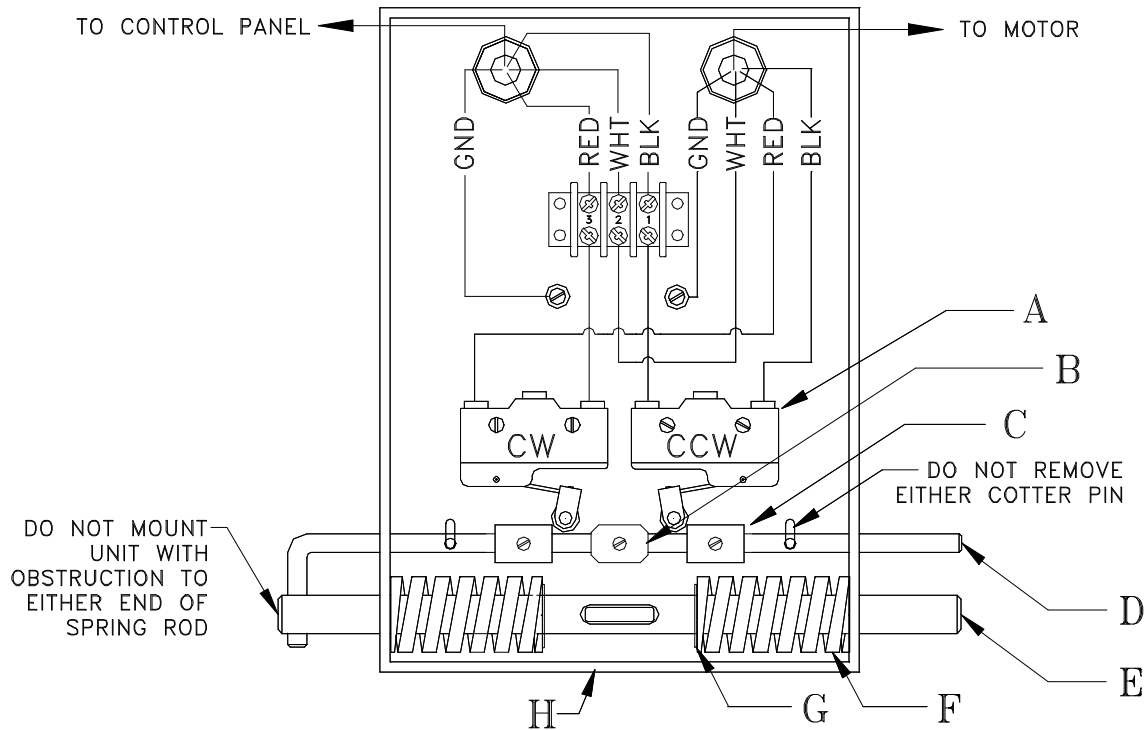 TO CONTROL PANEL
TO MOTOR
GND
RED
WHT
BLK
GND
WHT
RED
BLK
3
2
1
A
B
CW
CCW
C
DO NOT REMOVE
EITHER COTTER PIN
DO NOT MOUNT
UNIT WITH
OBSTRUCTION TO
EITHER END OF
SPRING ROD
D
E
F
G
H